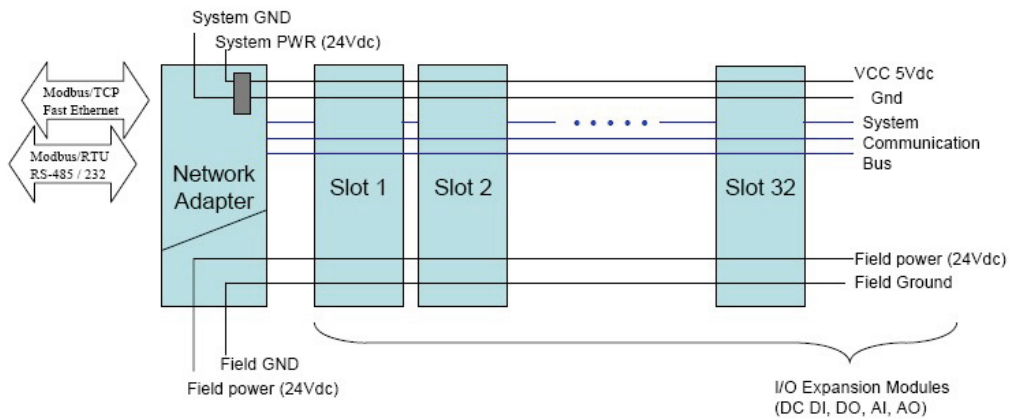 System GND
System PWR (24Vdc)
Modbus/TCP
Fast Ethernet
Modbus/RTU
RS-485 / 232
Network
Adapter
Slot 1
Slot 2
Slot 32
VCC 5Vdc
Gnd
System
Communication
Bus
Field power (24Vdc)
Field Ground
Field GND
Field power (24Vdc)
I/O Expansion Modules
(DC DI, DO, AI, AO)